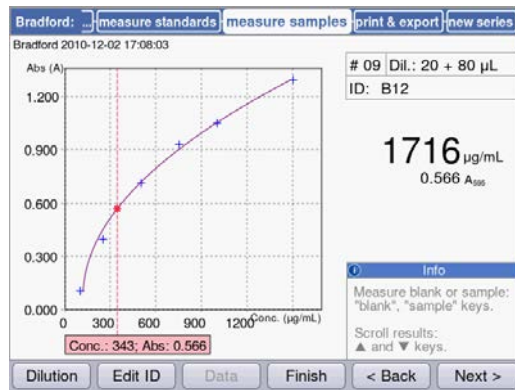 Bradford: ... measure standards measure samples print & export new series
Bradford 2010-12-02 17:08:03
Abs (A)
1.200
0.900
0.600
0.300
0.000
0 300 600 900 1200 Conc. (µg/mL)
Conc.: 343; Abs: 0.566
# 09 Dil.: 20 + 80 µL
ID: B12
1716 µg/mL
0.566 A595
Info
Measure blank or sample:
"blank", "sample" keys.
Scroll results:
▲ and ▼ keys.
Dilution Edit ID Data Finish < Back Next >